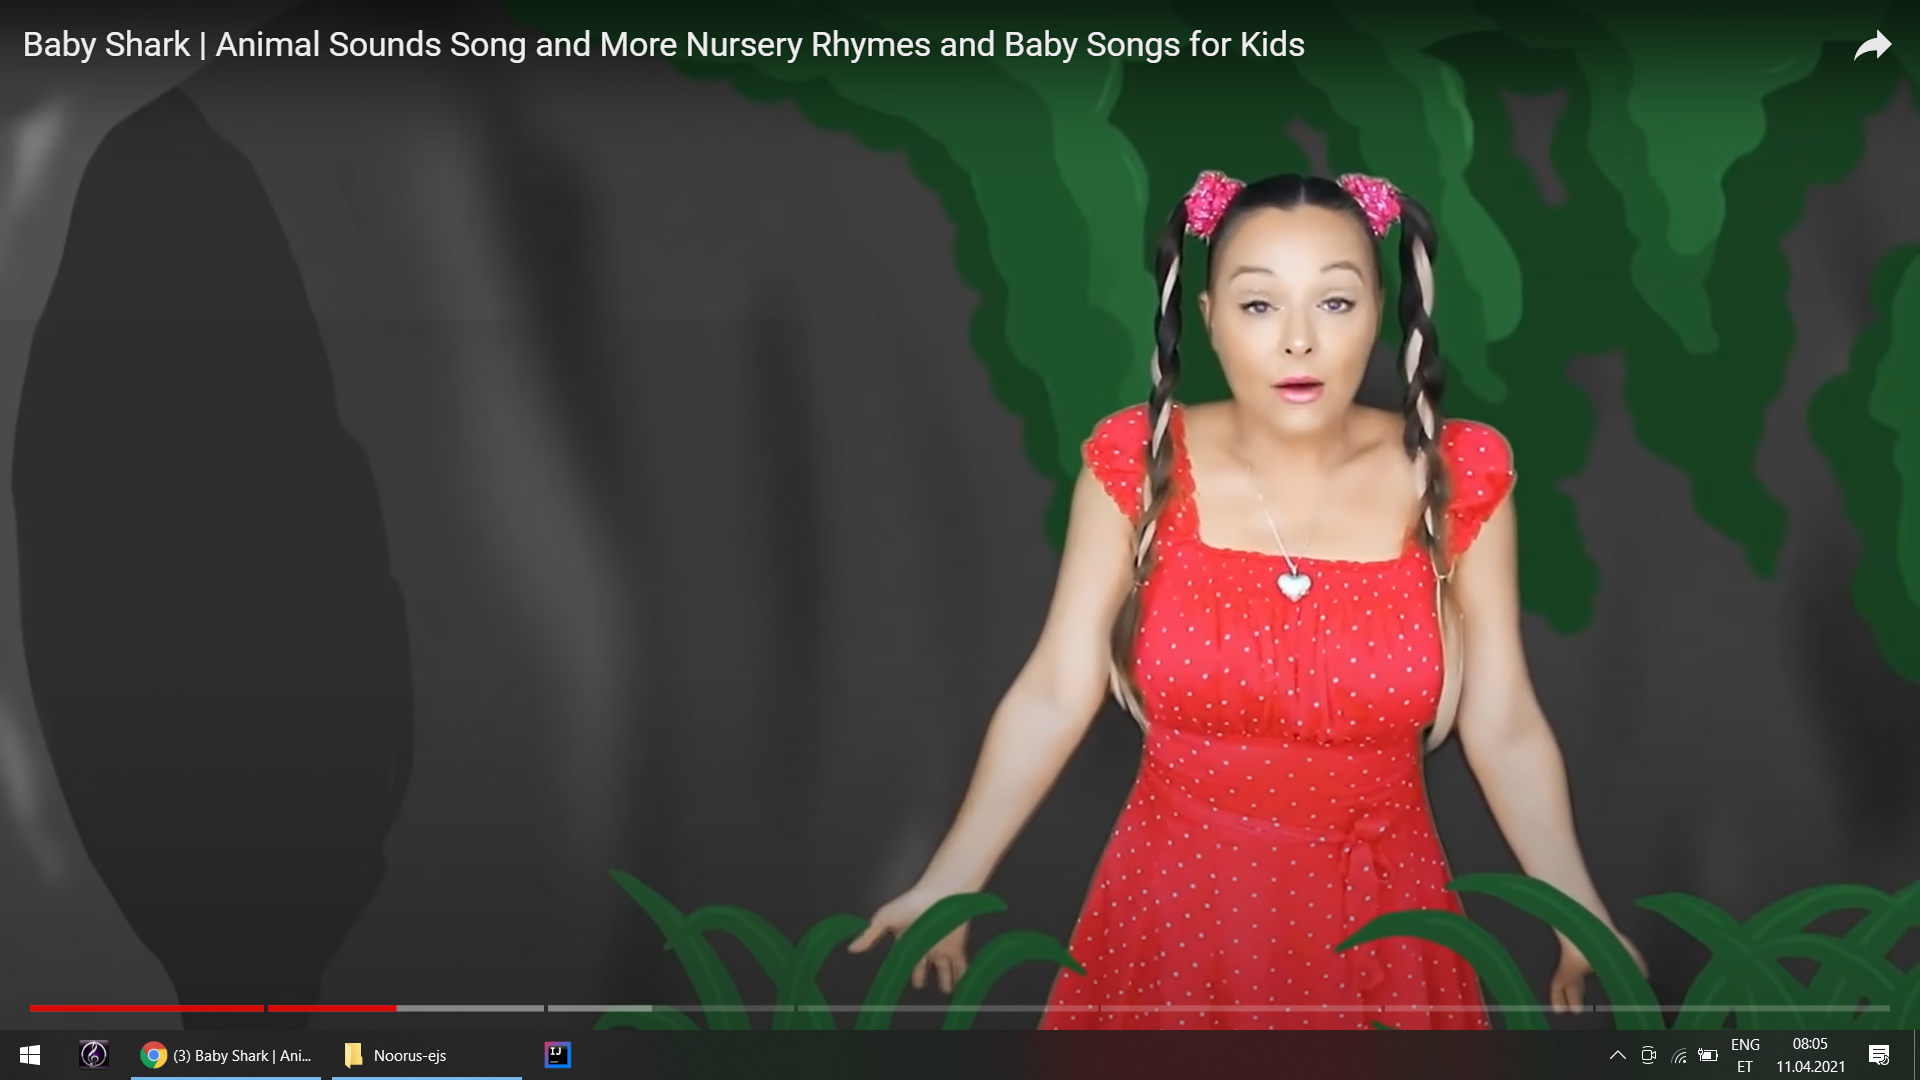 Baby Shark | Animal Sounds Song and More Nursery Rhymes and Baby Songs for Kids
(3) Baby Shark | Ani...
Noorus-ejs
IJ
ENG
ET
08:05
11.04.2021